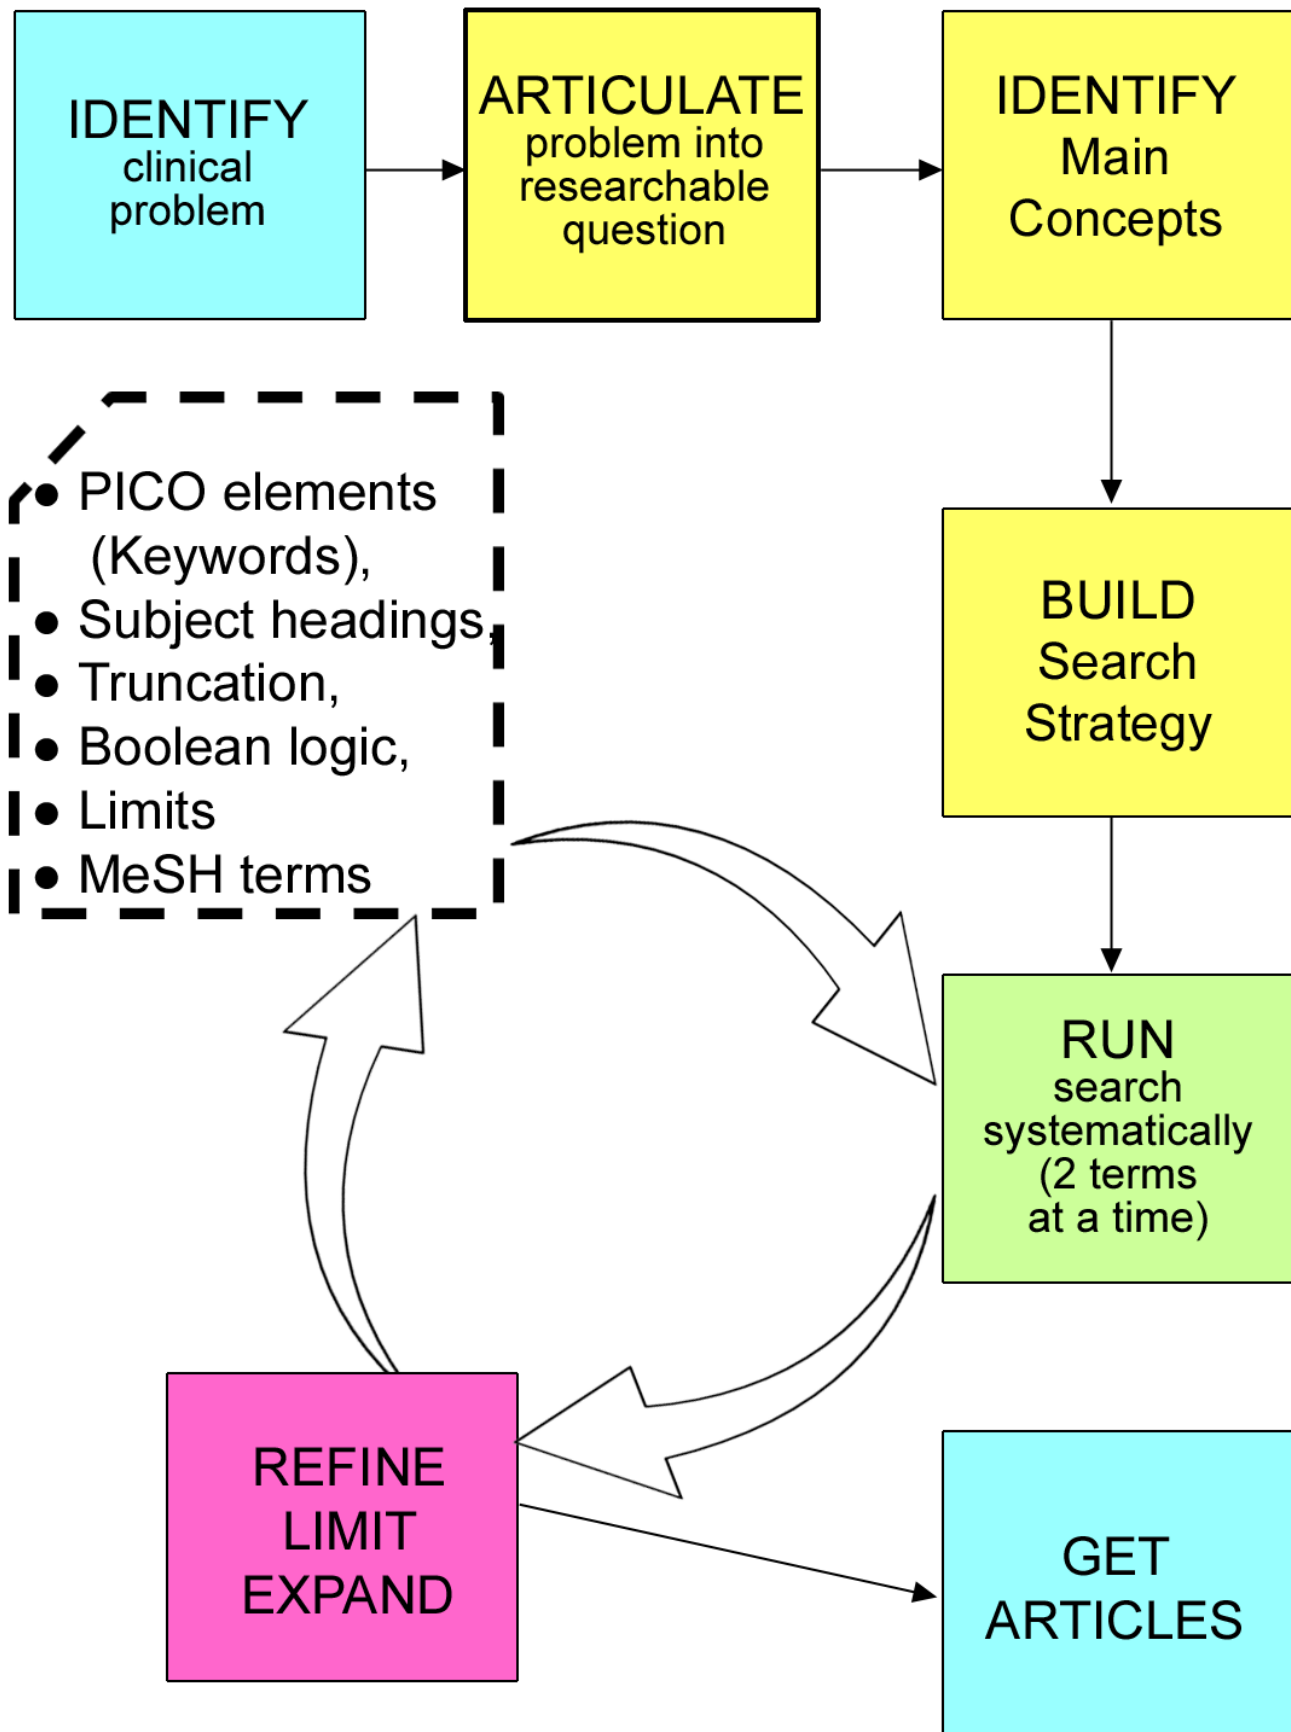 IDENTIFY
clinical
problem
ARTICULATE
problem into
researchable
question
IDENTIFY
Main
Concepts
● PICO elements
(Keywords),
● Subject headings,
● Truncation,
● Boolean logic,
● Limits
● MeSH terms
BUILD
Search
Strategy
RUN
search
systematically
(2 terms
at a time)
REFINE
LIMIT
EXPAND
GET
ARTICLES